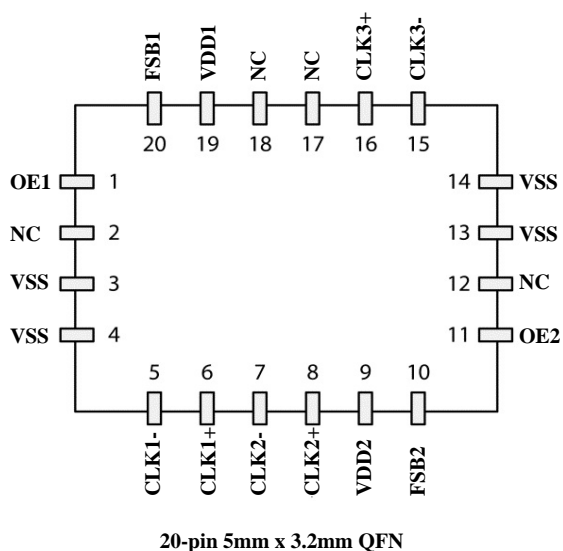 FSB1 VDD1 NC NC CLK3+ CLK3-
20 19 18 17 16 15
OE1 1 14 VSS
NC 2 13 VSS
VSS 3 12 NC
VSS 4 11 OE2
5 6 7 8 9 10
CLK1- CLK1+ CLK2- CLK2+ VDD2 FSB2
20-pin 5mm x 3.2mm QFN